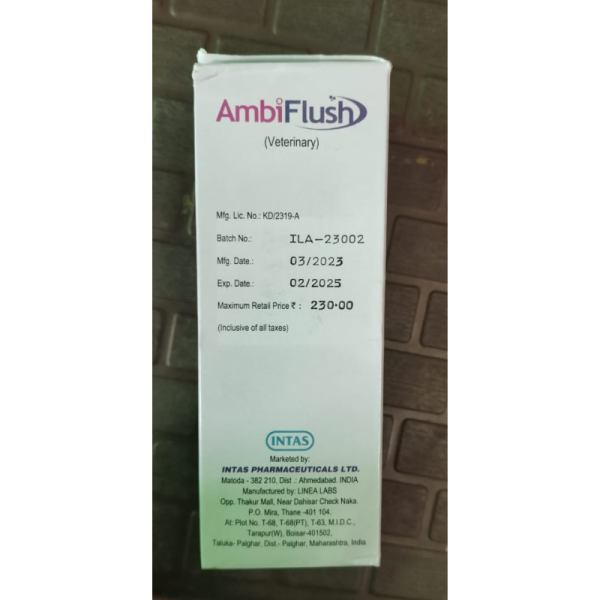 AmbiFlush
(Veterinary)
Mfg. Lic. No.: KD/2319-A
Batch No.: ILA-23002
Mfg. Date.: 03/2023
Exp. Date.: 02/2025
Maximum Retail Price ₹ : 230.00
(Inclusive of all taxes)
INTAS
Marketed by:
INTAS PHARMACEUTICALS LTD.
Matoda - 382 210, Dist .: Ahmedabad. INDIA
Manufactured by: LINEA LABS
Opp. Thakur Mall, Near Dahisar Check Naka.
P.O. Mira, Thane -401 104.
At: Plot No. T-68, T-68(PT), T-63, M.I.D.C.,
Tarapur(W), Boisar-401502,
Taluka- Palghar, Dist.- Palghar, Maharashtra, India.